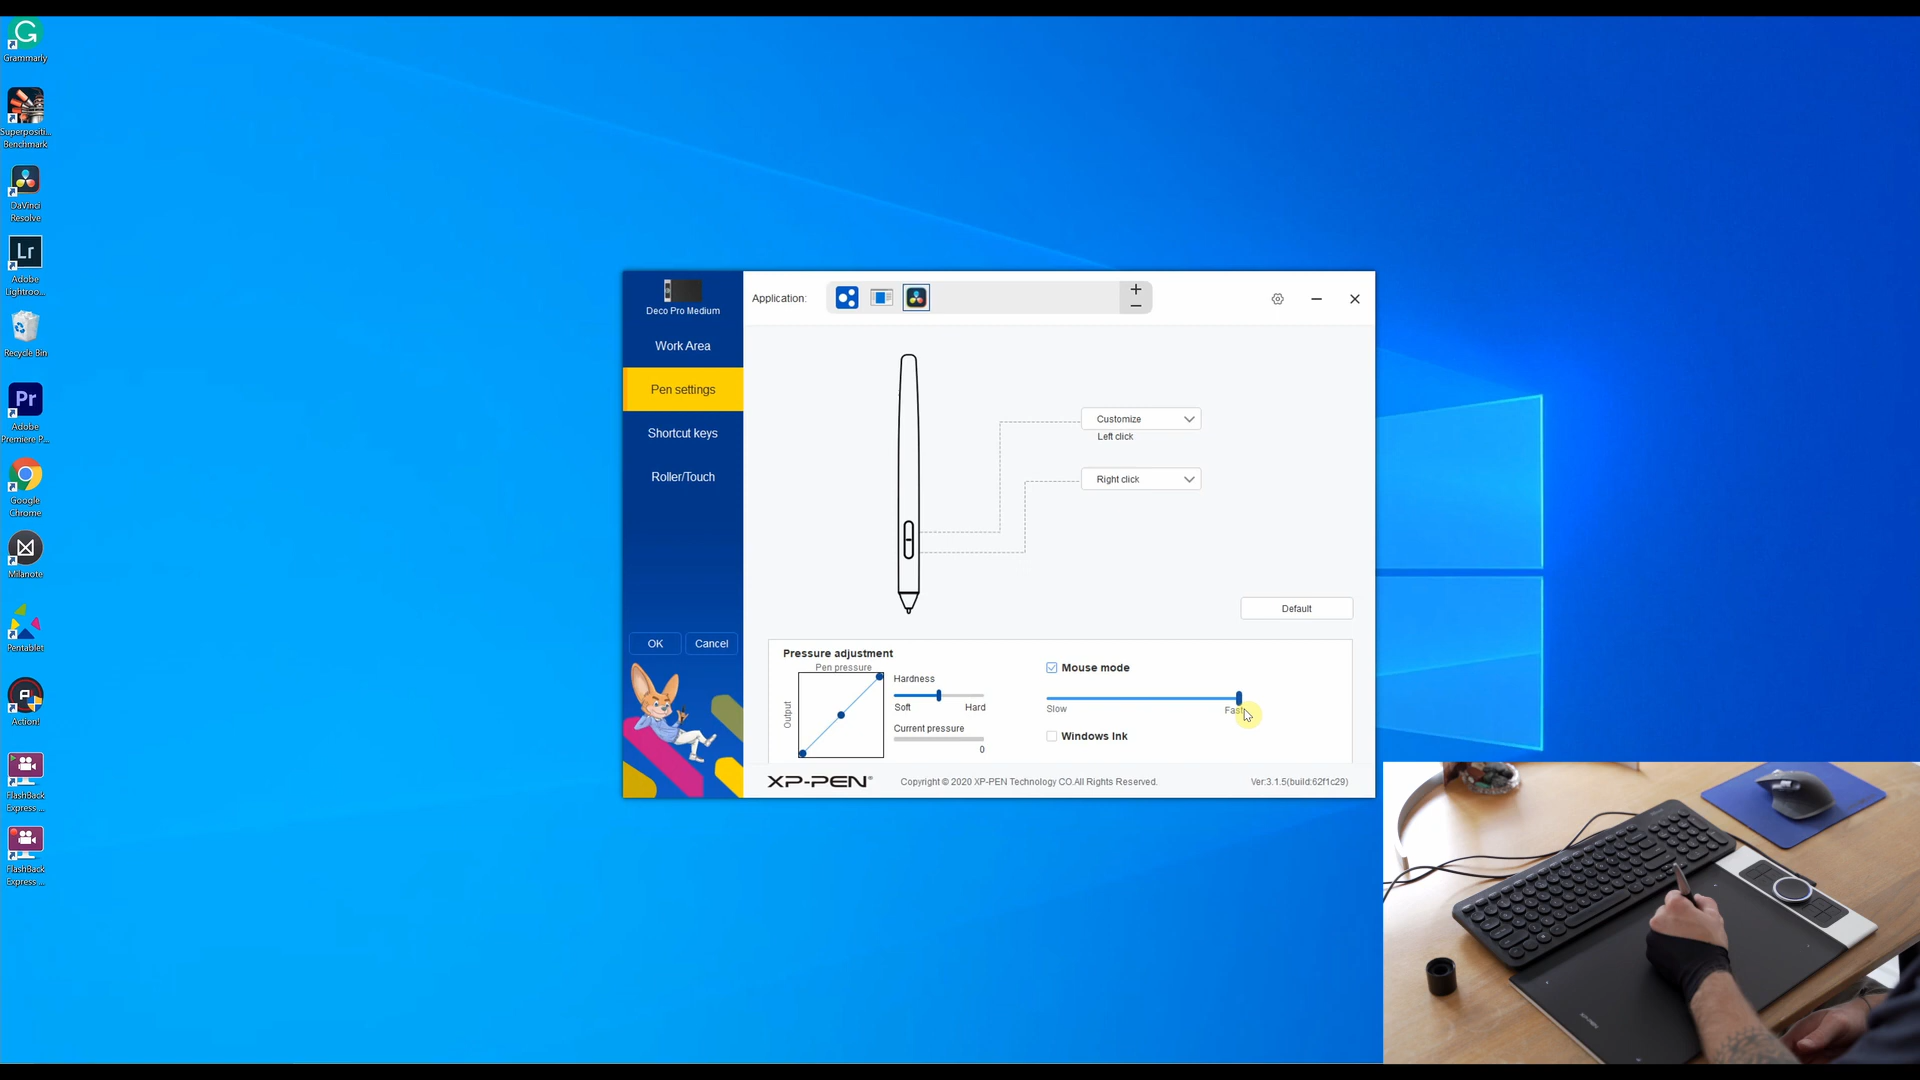 Grammarly
Superpositi...
Benchmark
DaVinci
Resolve
Lr
Adobe
Lightroo...
Recycle Bin
Pr
Adobe
Premiere P...
Google
Chrome
Milanote
Pentablet
Action!
FlashBack
Express ...
FlashBack
Express ...
Deco Pro Medium
Work Area
Pen settings
Shortcut keys
Roller/Touch
OK
Cancel
Application:
Customize
Left click
Right click
Default
Pressure adjustment
Pen pressure
Output
Hardness
Soft
Hard
Current pressure
0
Mouse mode
Slow
Fast
Windows Ink
XP-PEN®
Copyright © 2020 XP-PEN Technology CO.All Rights Reserved.
Ver:3.1.5(build:62f1c29)